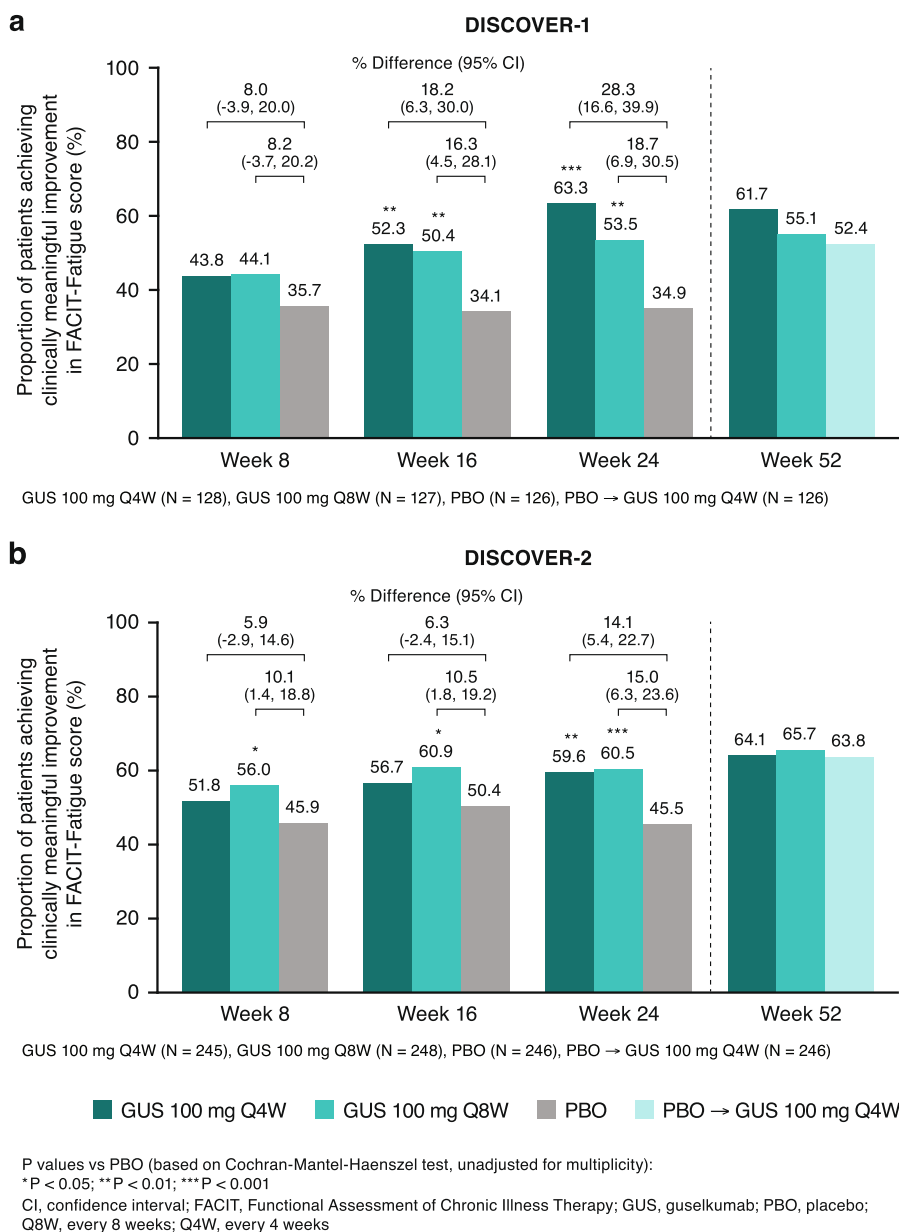 a
DISCOVER-1
% Difference (95% CI)
Proportion of patients achieving
clinically meaningful improvement
in FACIT-Fatigue score (%)
100
80
60
40
20
0
8.0
(-3.9, 20.0)
8.2
(-3.7, 20.2)
43.8
44.1
35.7
18.2
(6.3, 30.0)
16.3
(4.5, 28.1)
**
52.3
**
50.4
34.1
28.3
(16.6, 39.9)
18.7
(6.9, 30.5)
***
63.3
**
53.5
34.9
61.7
55.1
52.4
Week 8
Week 16
Week 24
Week 52
GUS 100 mg Q4W (N = 128), GUS 100 mg Q8W (N = 127), PBO (N = 126), PBO → GUS 100 mg Q4W (N = 126)
b
DISCOVER-2
% Difference (95% CI)
Proportion of patients achieving
clinically meaningful improvement
in FACIT-Fatigue score (%)
100
80
60
40
20
0
5.9
(-2.9, 14.6)
10.1
(1.4, 18.8)
51.8
*
56.0
45.9
6.3
(-2.4, 15.1)
10.5
(1.8, 19.2)
56.7
*
60.9
50.4
14.1
(5.4, 22.7)
15.0
(6.3, 23.6)
**
59.6
***
60.5
45.5
64.1
65.7
63.8
Week 8
Week 16
Week 24
Week 52
GUS 100 mg Q4W (N = 245), GUS 100 mg Q8W (N = 248), PBO (N = 246), PBO → GUS 100 mg Q4W (N = 246)
GUS 100 mg Q4W
GUS 100 mg Q8W
PBO
PBO → GUS 100 mg Q4W
P values vs PBO (based on Cochran-Mantel-Haenszel test, unadjusted for multiplicity):
*P < 0.05; **P < 0.01; ***P < 0.001
CI, confidence interval; FACIT, Functional Assessment of Chronic Illness Therapy; GUS, guselkumab; PBO, placebo;
Q8W, every 8 weeks; Q4W, every 4 weeks